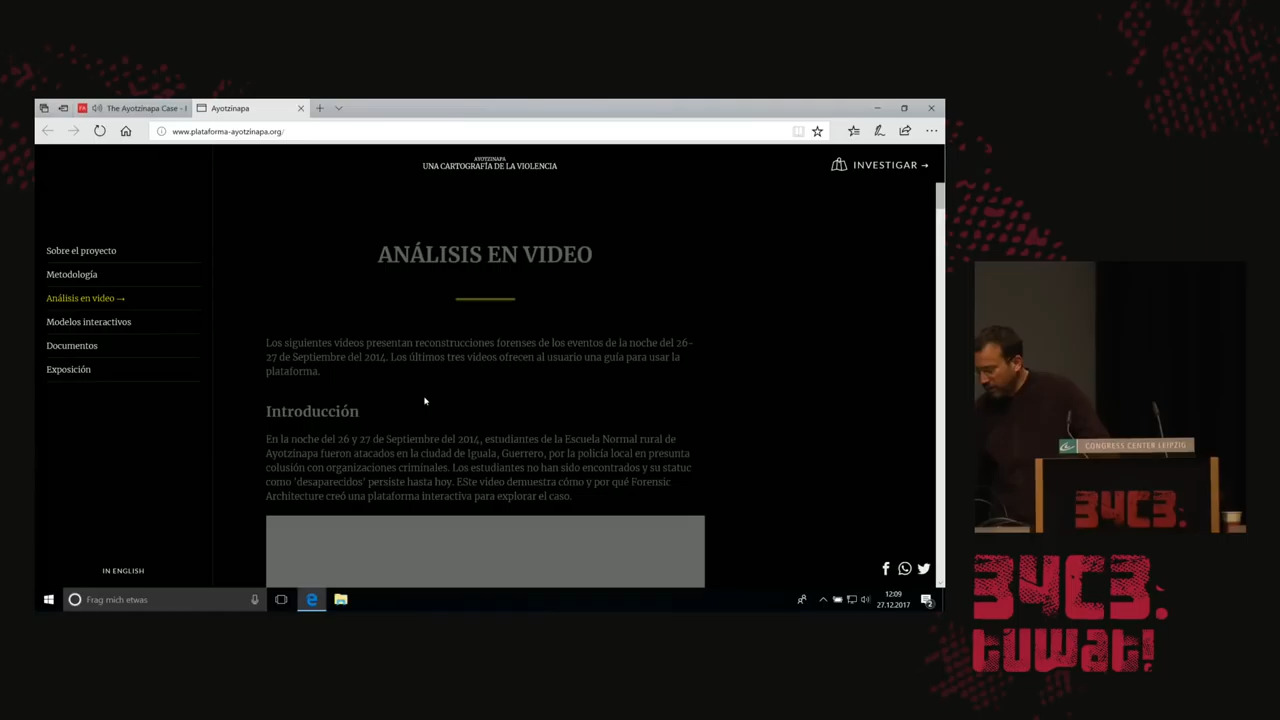 The Ayotzinapa Case - I
Ayotzinapa
www.plataforma-ayotzinapa.org/
AYOTZINAPA
UNA CARTOGRAFÍA DE LA VIOLENCIA
INVESTIGAR →
Sobre el proyecto
Metodología
Análisis en video →
Modelos interactivos
Documentos
Exposición
IN ENGLISH
ANÁLISIS EN VIDEO
Los siguientes videos presentan reconstrucciones forenses de los eventos de la noche del 26-
27 de Septiembre del 2014. Los últimos tres videos ofrecen al usuario una guía para usar la
plataforma.
Introducción
En la noche del 26 y 27 de Septiembre del 2014, estudiantes de la Escuela Normal rural de
Ayotzinapa fueron atacados en la ciudad de Iguala, Guerrero, por la policía local en presunta
colusión con organizaciones criminales. Los estudiantes no han sido encontrados y su statuc
como 'desaparecidos' persiste hasta hoy. ESte video demuestra cómo y por qué Forensic
Architecture creó una plataforma interactiva para explorar el caso.
Frag mich etwas
12:09
27.12.2017
2
CONGRESS CENTER LEIPZIG
34C3.
34C3.
tuwat!